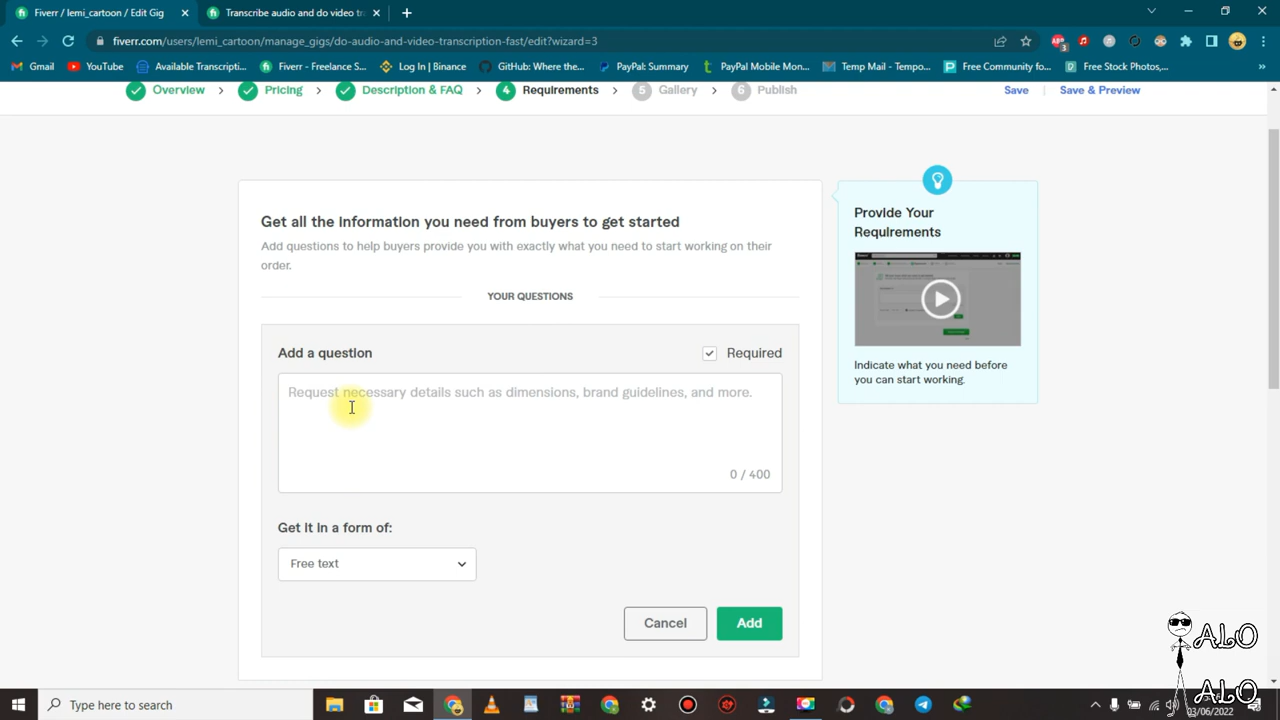 Fiverr / lemi_cartoon / Edit Gig
Transcribe audio and do video tr
fiverr.com/users/lemi_cartoon/manage_gigs/do-audio-and-video-transcription-fast/edit?wizard=3
Gmail
YouTube
Available Transcripti...
Fiverr - Freelance S...
Log In | Binance
GitHub: Where the...
PayPal: Summary
PayPal Mobile Mon...
Temp Mail - Tempo...
Free Community fo...
Free Stock Photos,...
Overview
Pricing
Description & FAQ
4 Requirements
5 Gallery
6 Publish
Save
Save & Preview
Get all the information you need from buyers to get started
Add questions to help buyers provide you with exactly what you need to start working on their
order.
YOUR QUESTIONS
Add a question
Required
Request necessary details such as dimensions, brand guidelines, and more.
0 / 400
Get it in a form of:
Free text
Cancel
Add
Provide Your
Requirements
Indicate what you need before
you can start working.
ALO
ALO
Type here to search
03/06/2022